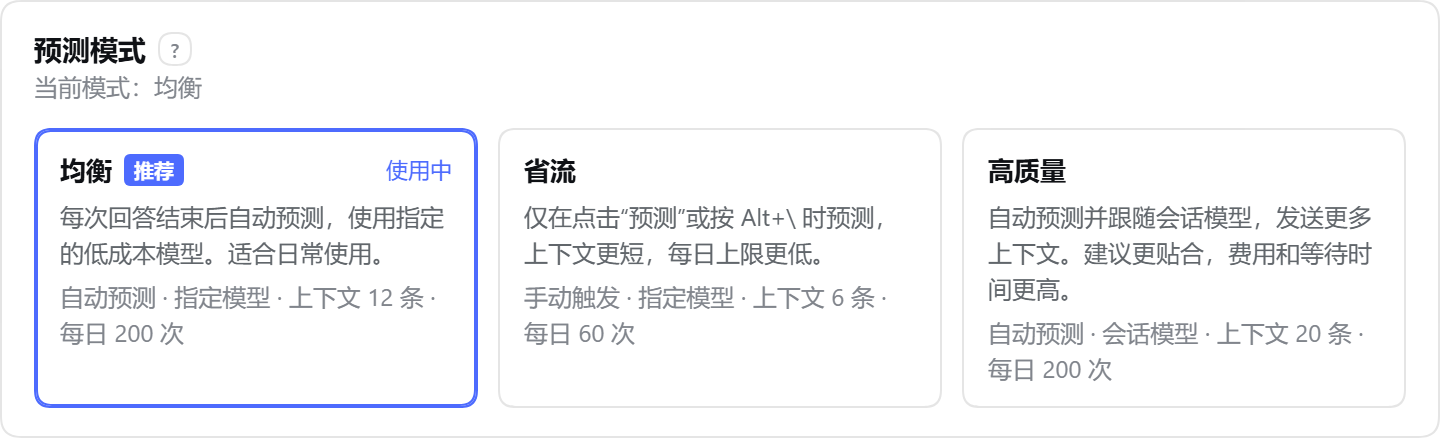 预测模式 ?
当前模式：均衡
均衡 推荐 使用中
每次回答结束后自动预测，使用指定
的低成本模型。适合日常使用。
自动预测 · 指定模型 · 上下文 12 条 ·
每日 200 次
省流
仅在点击“预测”或按 Alt+\ 时预测，
上下文更短，每日上限更低。
手动触发 · 指定模型 · 上下文 6 条 ·
每日 60 次
高质量
自动预测并跟随会话模型，发送更多
上下文。建议更贴合，费用和等待时
间更高。
自动预测 · 会话模型 · 上下文 20 条 ·
每日 200 次